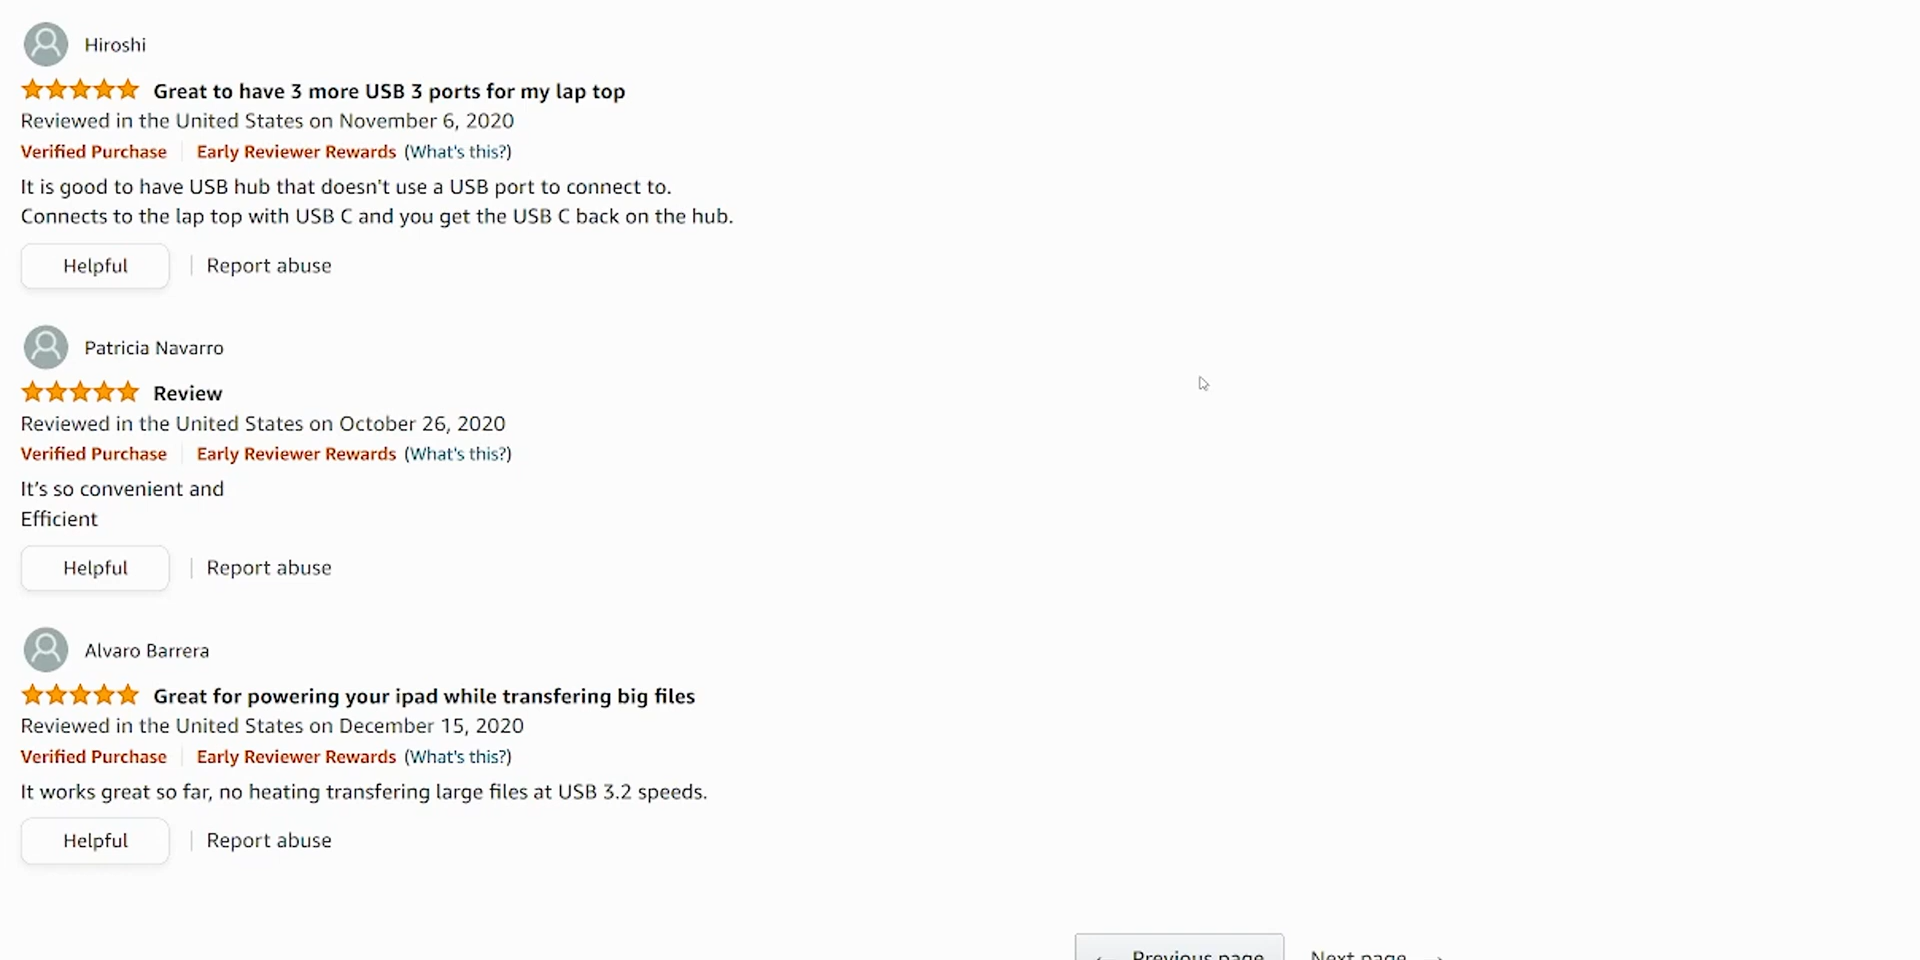 Hiroshi
Great to have 3 more USB 3 ports for my lap top
Reviewed in the United States on November 6, 2020
Verified Purchase | Early Reviewer Rewards (What's this?)
It is good to have USB hub that doesn't use a USB port to connect to.
Connects to the lap top with USB C and you get the USB C back on the hub.
Helpful | Report abuse
Patricia Navarro
Review
Reviewed in the United States on October 26, 2020
Verified Purchase | Early Reviewer Rewards (What's this?)
It’s so convenient and
Efficient
Helpful | Report abuse
Alvaro Barrera
Great for powering your ipad while transfering big files
Reviewed in the United States on December 15, 2020
Verified Purchase | Early Reviewer Rewards (What's this?)
It works great so far, no heating transfering large files at USB 3.2 speeds.
Helpful | Report abuse
← Previous page Next page →